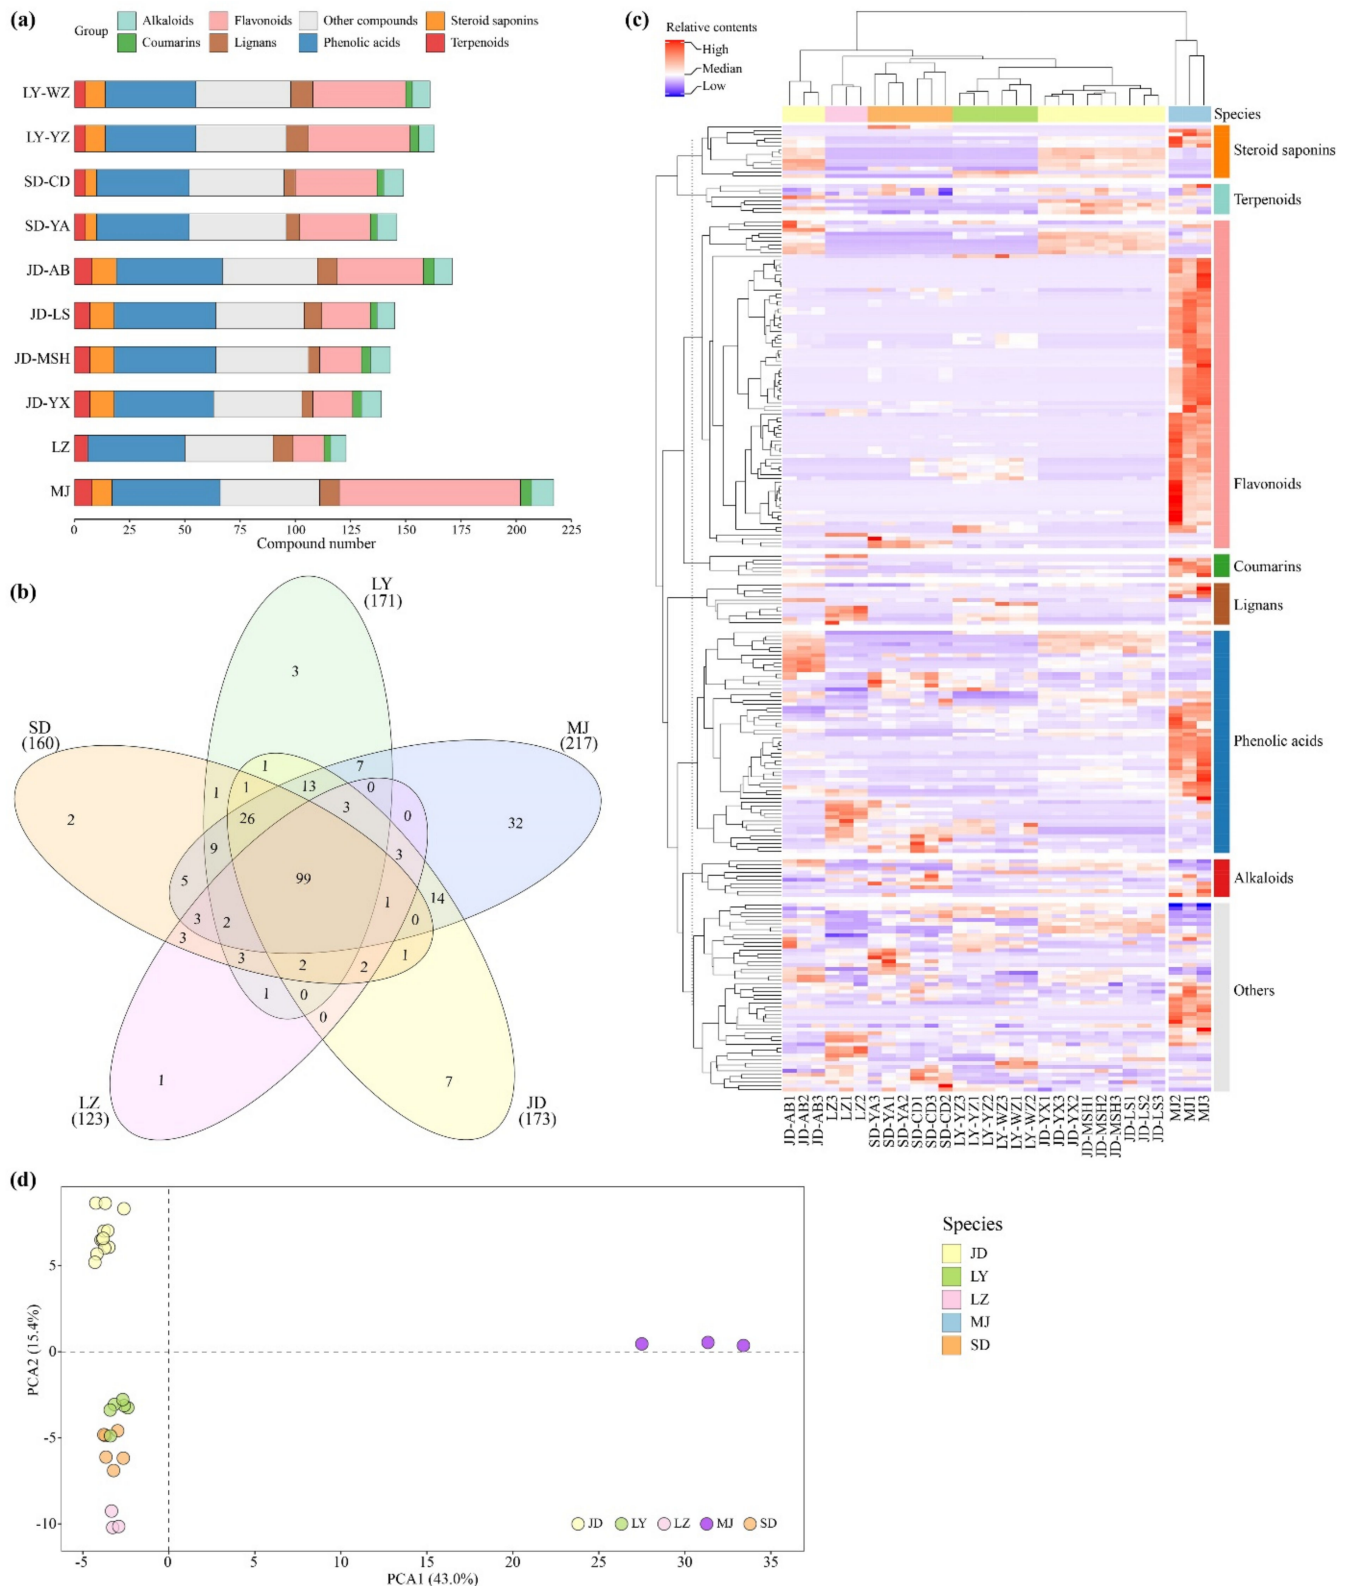 (a)
Group
Alkaloids
Flavonoids
Other compounds
Steroid saponins
Coumarins
Lignans
Phenolic acids
Terpenoids
LY-WZ
LY-YZ
SD-CD
SD-YA
JD-AB
JD-LS
JD-MSH
JD-YX
LZ
MJ
0 25 50 75 100 125 150 175 200 225
Compound number
(b)
LY
(171)
3
SD
(160)
MJ
(217)
1
7
1
1
13
0
2
26
3
0
32
9
3
99
5
1
14
3
2
0
3
3
2
2
1
1
0
0
1
7
LZ
(123)
JD
(173)
(c)
Relative contents
High
Median
Low
Species
Steroid saponins
Terpenoids
Flavonoids
Coumarins
Lignans
Phenolic acids
Alkaloids
Others
JD-AB1
JD-AB2
JD-AB3
LZ3
LZ1
LZ2
SD-YA3
SD-YA1
SD-YA2
SD-CD1
SD-CD3
SD-CD2
LY-YZ3
LY-YZ1
LY-YZ2
LY-WZ3
LY-WZ1
LY-WZ2
JD-YX1
JD-YX3
JD-YX2
JD-MSH1
JD-MSH2
JD-MSH3
JD-LS1
JD-LS2
JD-LS3
MJ2
MJ1
MJ3
(d)
PCA2 (15.4%)
5
0
-5
-10
-5 0 5 10 15 20 25 30 35
PCA1 (43.0%)
JD LY LZ MJ SD
Species
JD
LY
LZ
MJ
SD